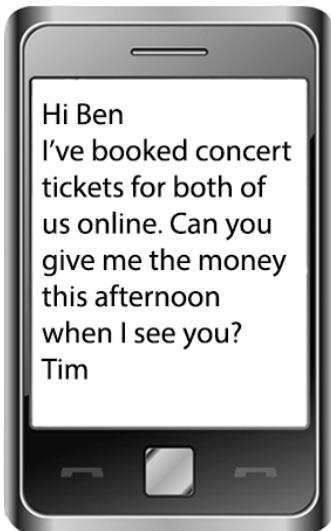 Hi Ben
I've booked concert
tickets for both of
us online. Can you
give me the money
this afternoon
when I see you?
Tim